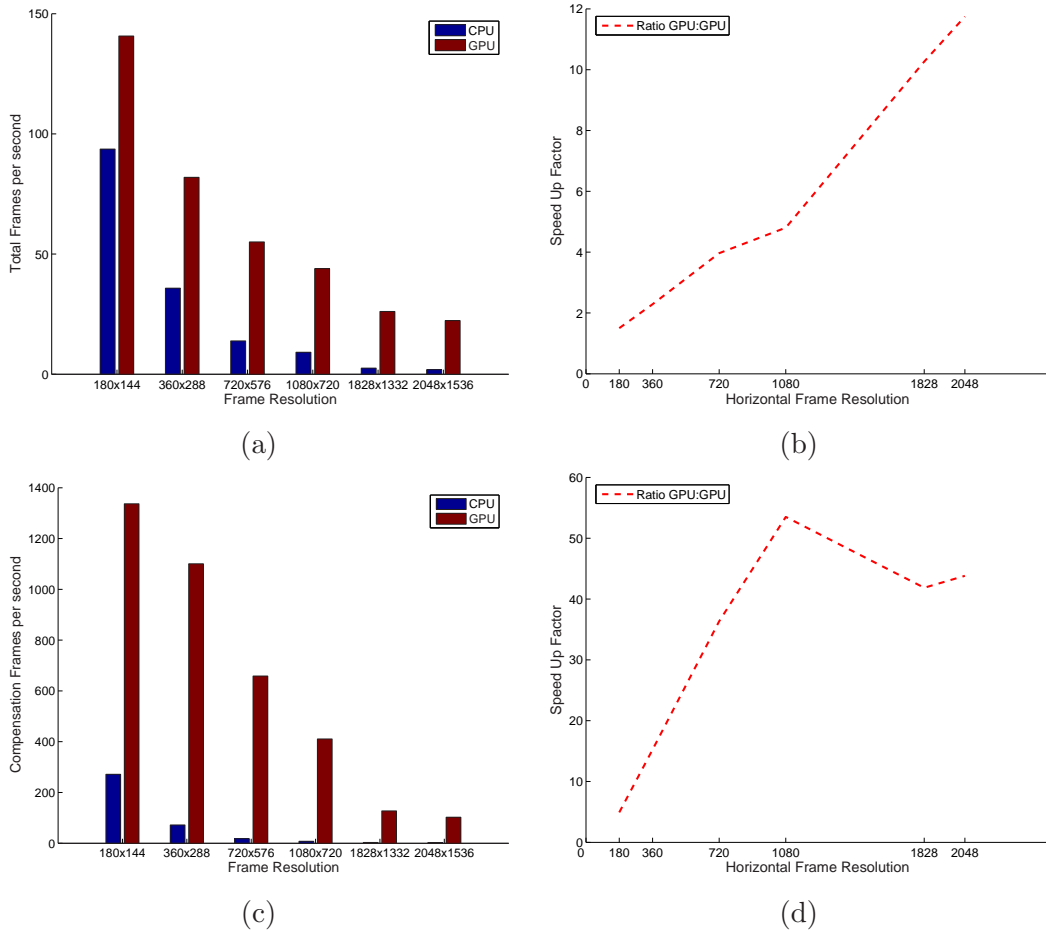 150
100
50
0
Total Frames per second
CPU
GPU
180x144 360x288 720x576 1080x720 1828x1332 2048x1536
Frame Resolution
(a)
12
10
8
6
4
2
0
Speed Up Factor
Ratio GPU:GPU
0 180 360 720 1080 1828 2048
Horizontal Frame Resolution
(b)
1400
1200
1000
800
600
400
200
0
Compensation Frames per second
CPU
GPU
180x144 360x288 720x576 1080x720 1828x1332 2048x1536
Frame Resolution
(c)
60
50
40
30
20
10
0
Speed Up Factor
Ratio GPU:GPU
0 180 360 720 1080 1828 2048
Horizontal Frame Resolution
(d)